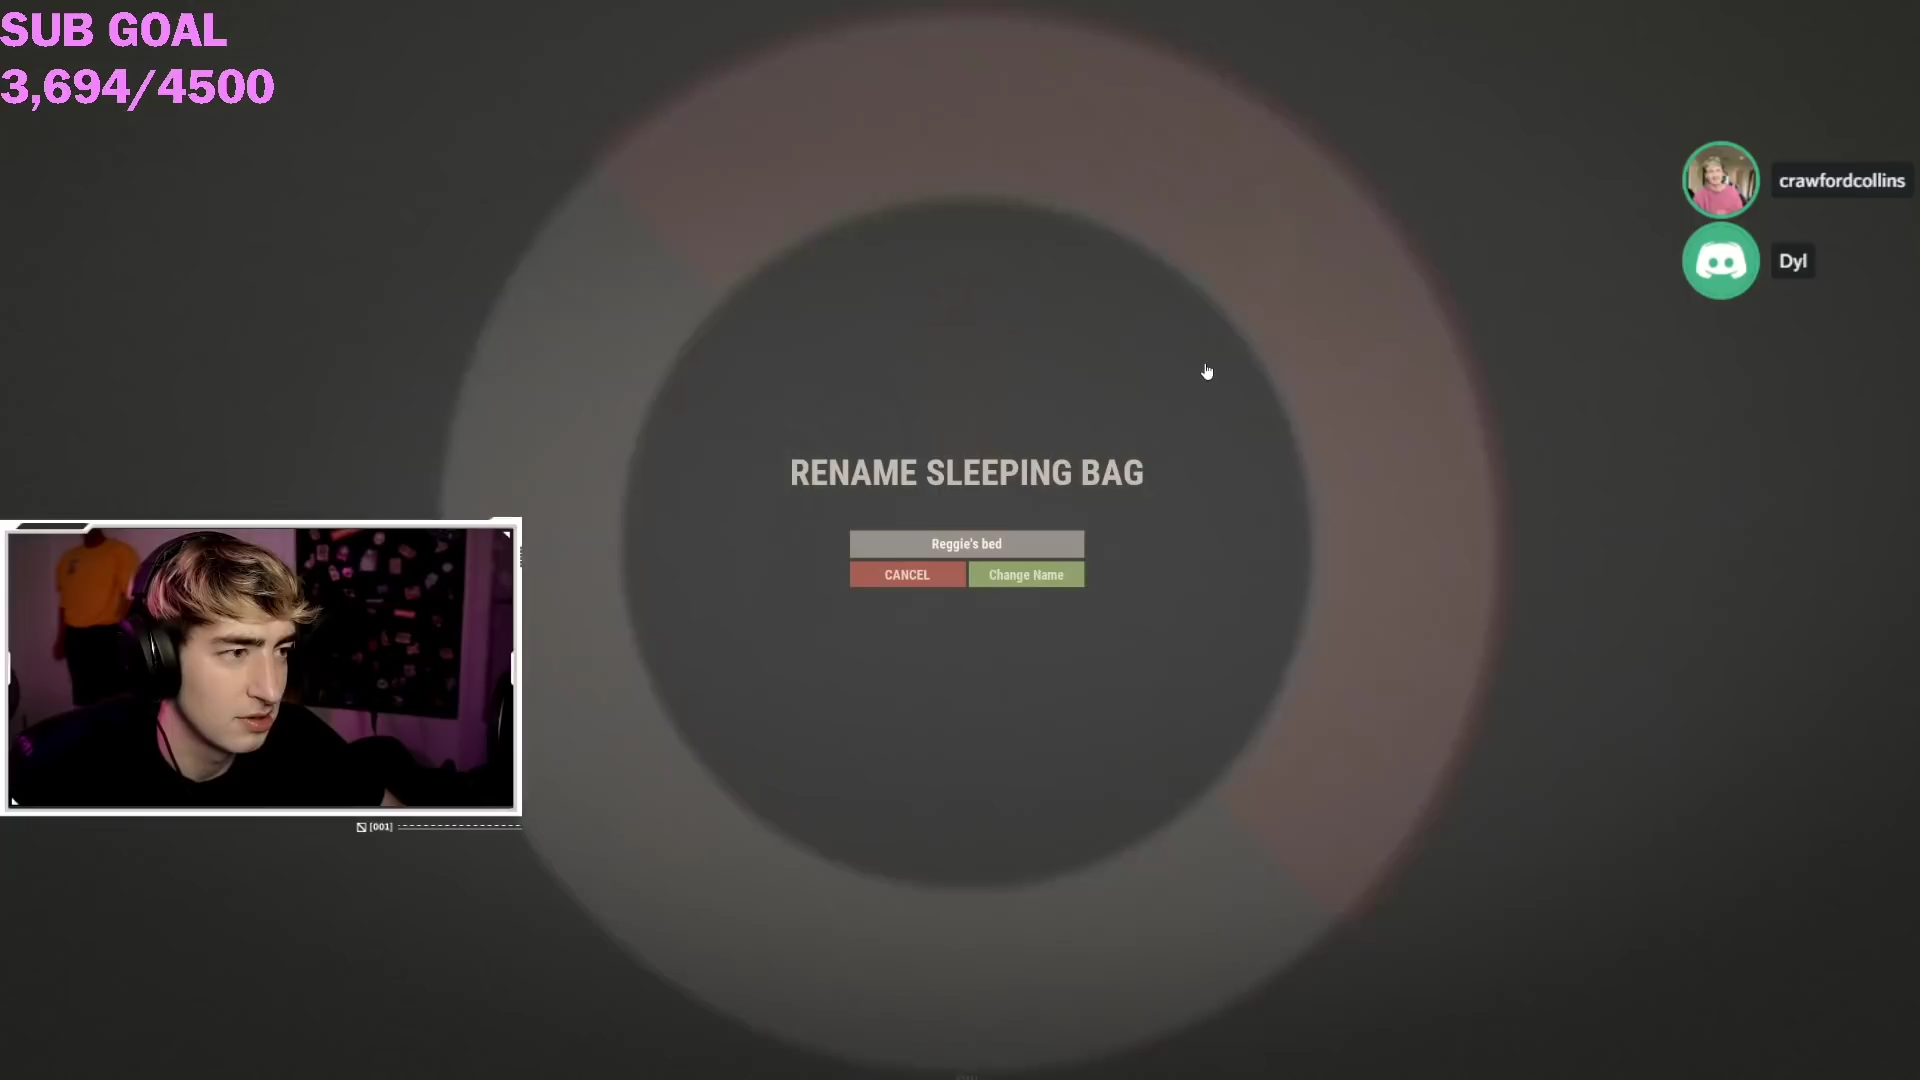 SUB GOAL
3,694/4500
crawfordcollins
Dyl
RENAME SLEEPING BAG
Reggie's bed
CANCEL
Change Name
[001]